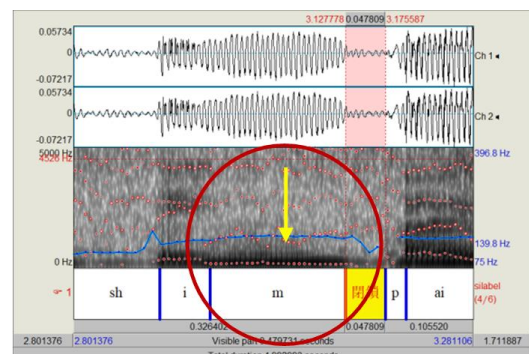 3.127778 0.047809 3.175587
0.05734
0
-0.07217
Ch 1
0.05734
0
-0.07217
Ch 2
5000 Hz
4526 Hz
396.8 Hz
139.8 Hz
0 Hz
75 Hz
1
sh i m 閉鎖 p ai
silabel
(4/6)
0.326402 0.047809 0.105520
2.801376 2.801376 Visible part 0.479731 seconds 3.281106 1.711887